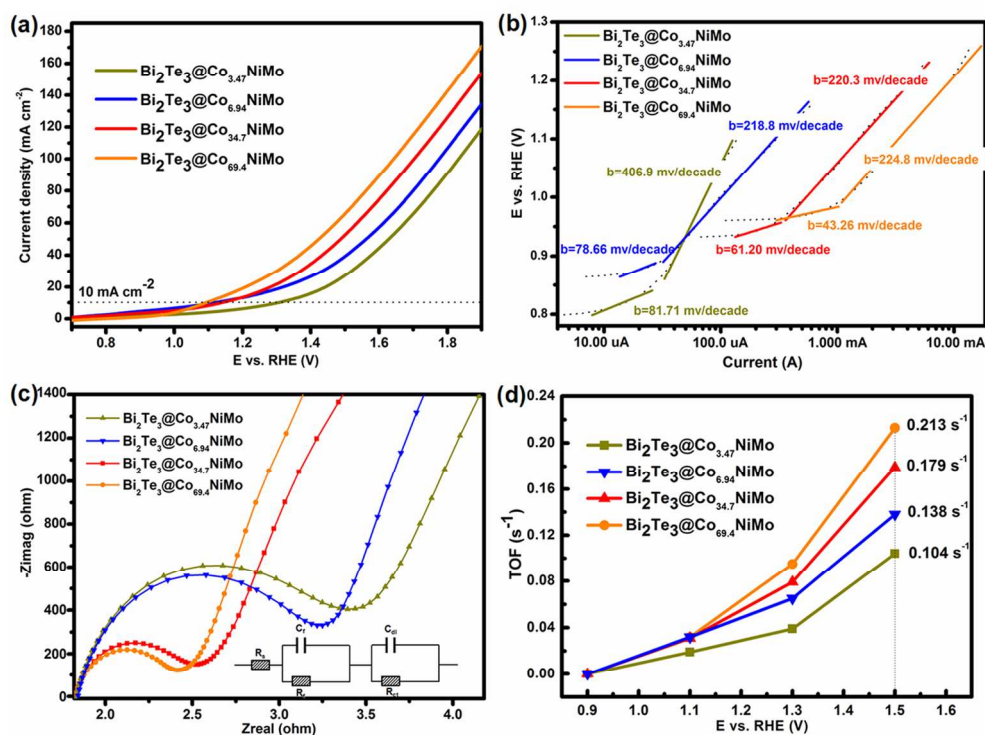 (a)
180
160
140
120
100
80
60
40
20
10
0
Current density (mA cm⁻²)
Bi₂Te₃@Co₃.₄₇NiMo
Bi₂Te₃@Co₆.₉₄NiMo
Bi₂Te₃@Co₃₄.₇NiMo
Bi₂Te₃@Co₆₉.₄NiMo
10 mA cm⁻²
0.8 1.0 1.2 1.4 1.6 1.8
E vs. RHE (V)
(b)
1.3
1.2
1.1
1.0
0.9
0.8
E vs. RHE (V)
Bi₂Te₃@Co₃.₄₇NiMo
Bi₂Te₃@Co₆.₉₄NiMo
Bi₂Te₃@Co₃₄.₇NiMo
Bi₂Te₃@Co₆₉.₄NiMo
b=220.3 mv/decade
b=218.8 mv/decade
b=406.9 mv/decade
b=224.8 mv/decade
b=43.26 mv/decade
b=78.66 mv/decade
b=61.20 mv/decade
b=81.71 mv/decade
10.00 uA 100.0 uA 1.000 mA 10.00 mA
Current (A)
(c)
1400
1200
1000
800
600
400
200
0
-Zimag (ohm)
Bi₂Te₃@Co₃.₄₇NiMo
Bi₂Te₃@Co₆.₉₄NiMo
Bi₂Te₃@Co₃₄.₇NiMo
Bi₂Te₃@Co₆₉.₄NiMo
Cf Cdl
Rs
Rf Rct
2.0 2.5 3.0 3.5 4.0
Zreal (ohm)
(d)
0.24
0.20
0.16
0.12
0.08
0.04
0.00
TOF (s⁻¹)
Bi₂Te₃@Co₃.₄₇NiMo
Bi₂Te₃@Co₆.₉₄NiMo
Bi₂Te₃@Co₃₄.₇NiMo
Bi₂Te₃@Co₆₉.₄NiMo
0.213 s⁻¹
0.179 s⁻¹
0.138 s⁻¹
0.104 s⁻¹
0.9 1.0 1.1 1.2 1.3 1.4 1.5 1.6
E vs. RHE (V)